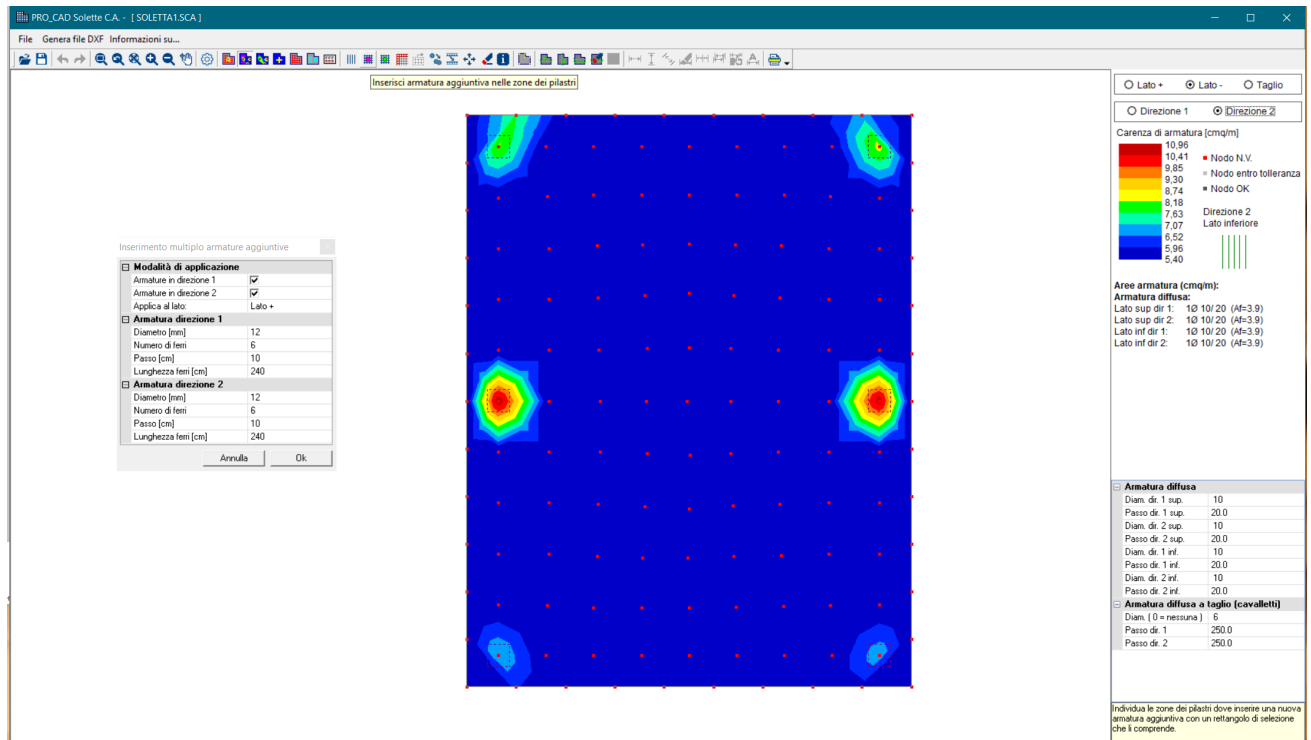 PRO_CAD Solette C.A. - [ SOLETTA1.SCA ]
File Genera file DXF Informazioni su...
Inserisci armatura aggiuntiva nelle zone dei pilastri
Lato + Lato - Taglio
Direzione 1 Direzione 2
Carenza di armatura [cmq/m]
10,96
10,41
9,85
9,30
8,74
8,18
7,63
7,07
6,52
5,96
5,40
Nodo N.V.
Nodo entro tolleranza
Nodo OK
Direzione 2
Lato inferiore
Aree armatura (cmq/m):
Armatura diffusa:
Lato sup dir 1: 1Ø 10/ 20 (Af=3.9)
Lato sup dir 2: 1Ø 10/ 20 (Af=3.9)
Lato inf dir 1: 1Ø 10/ 20 (Af=3.9)
Lato inf dir 2: 1Ø 10/ 20 (Af=3.9)
Inserimento multiplo armature aggiuntive
Modalità di applicazione
Armature in direzione 1
Armature in direzione 2
Applica al lato: Lato +
Armatura direzione 1
Diametro [mm] 12
Numero di ferri 6
Passo [cm] 10
Lunghezza ferri [cm] 240
Armatura direzione 2
Diametro [mm] 12
Numero di ferri 6
Passo [cm] 10
Lunghezza ferri [cm] 240
Annulla Ok
Armatura diffusa
Diam. dir. 1 sup. 10
Passo dir. 1 sup. 20.0
Diam. dir. 2 sup. 10
Passo dir. 2 sup. 20.0
Diam. dir. 1 inf. 10
Passo dir. 1 inf. 20.0
Diam. dir. 2 inf. 10
Passo dir. 2 inf. 20.0
Armatura diffusa a taglio (cavalletti)
Diam. ( 0 = nessuna ) 6
Passo dir. 1 250.0
Passo dir. 2 250.0
Individua le zone dei pilastri dove inserire una nuova
armatura aggiuntiva con un rettangolo di selezione
che li comprende.